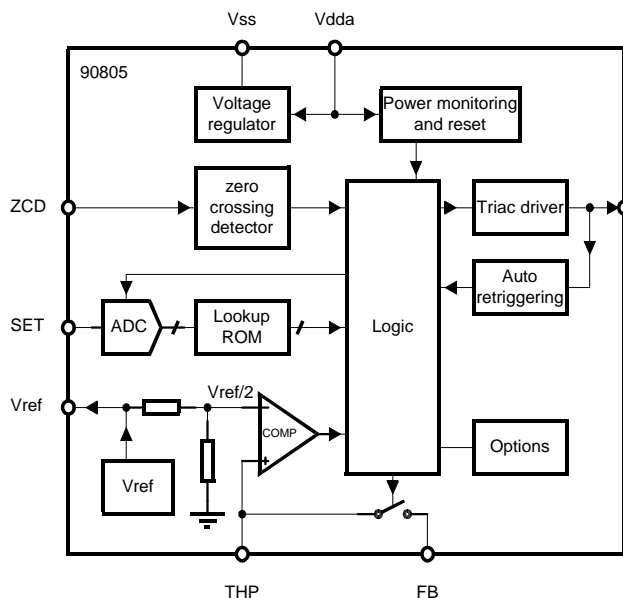 Vss
Vdda
90805
Voltage
regulator
Power monitoring
and reset
ZCD
zero
crossing
detector
Triac driver
Auto
retriggering
SET
ADC
Lookup
ROM
Logic
Vref
Vref/2
COMP
Vref
Options
THP
FB